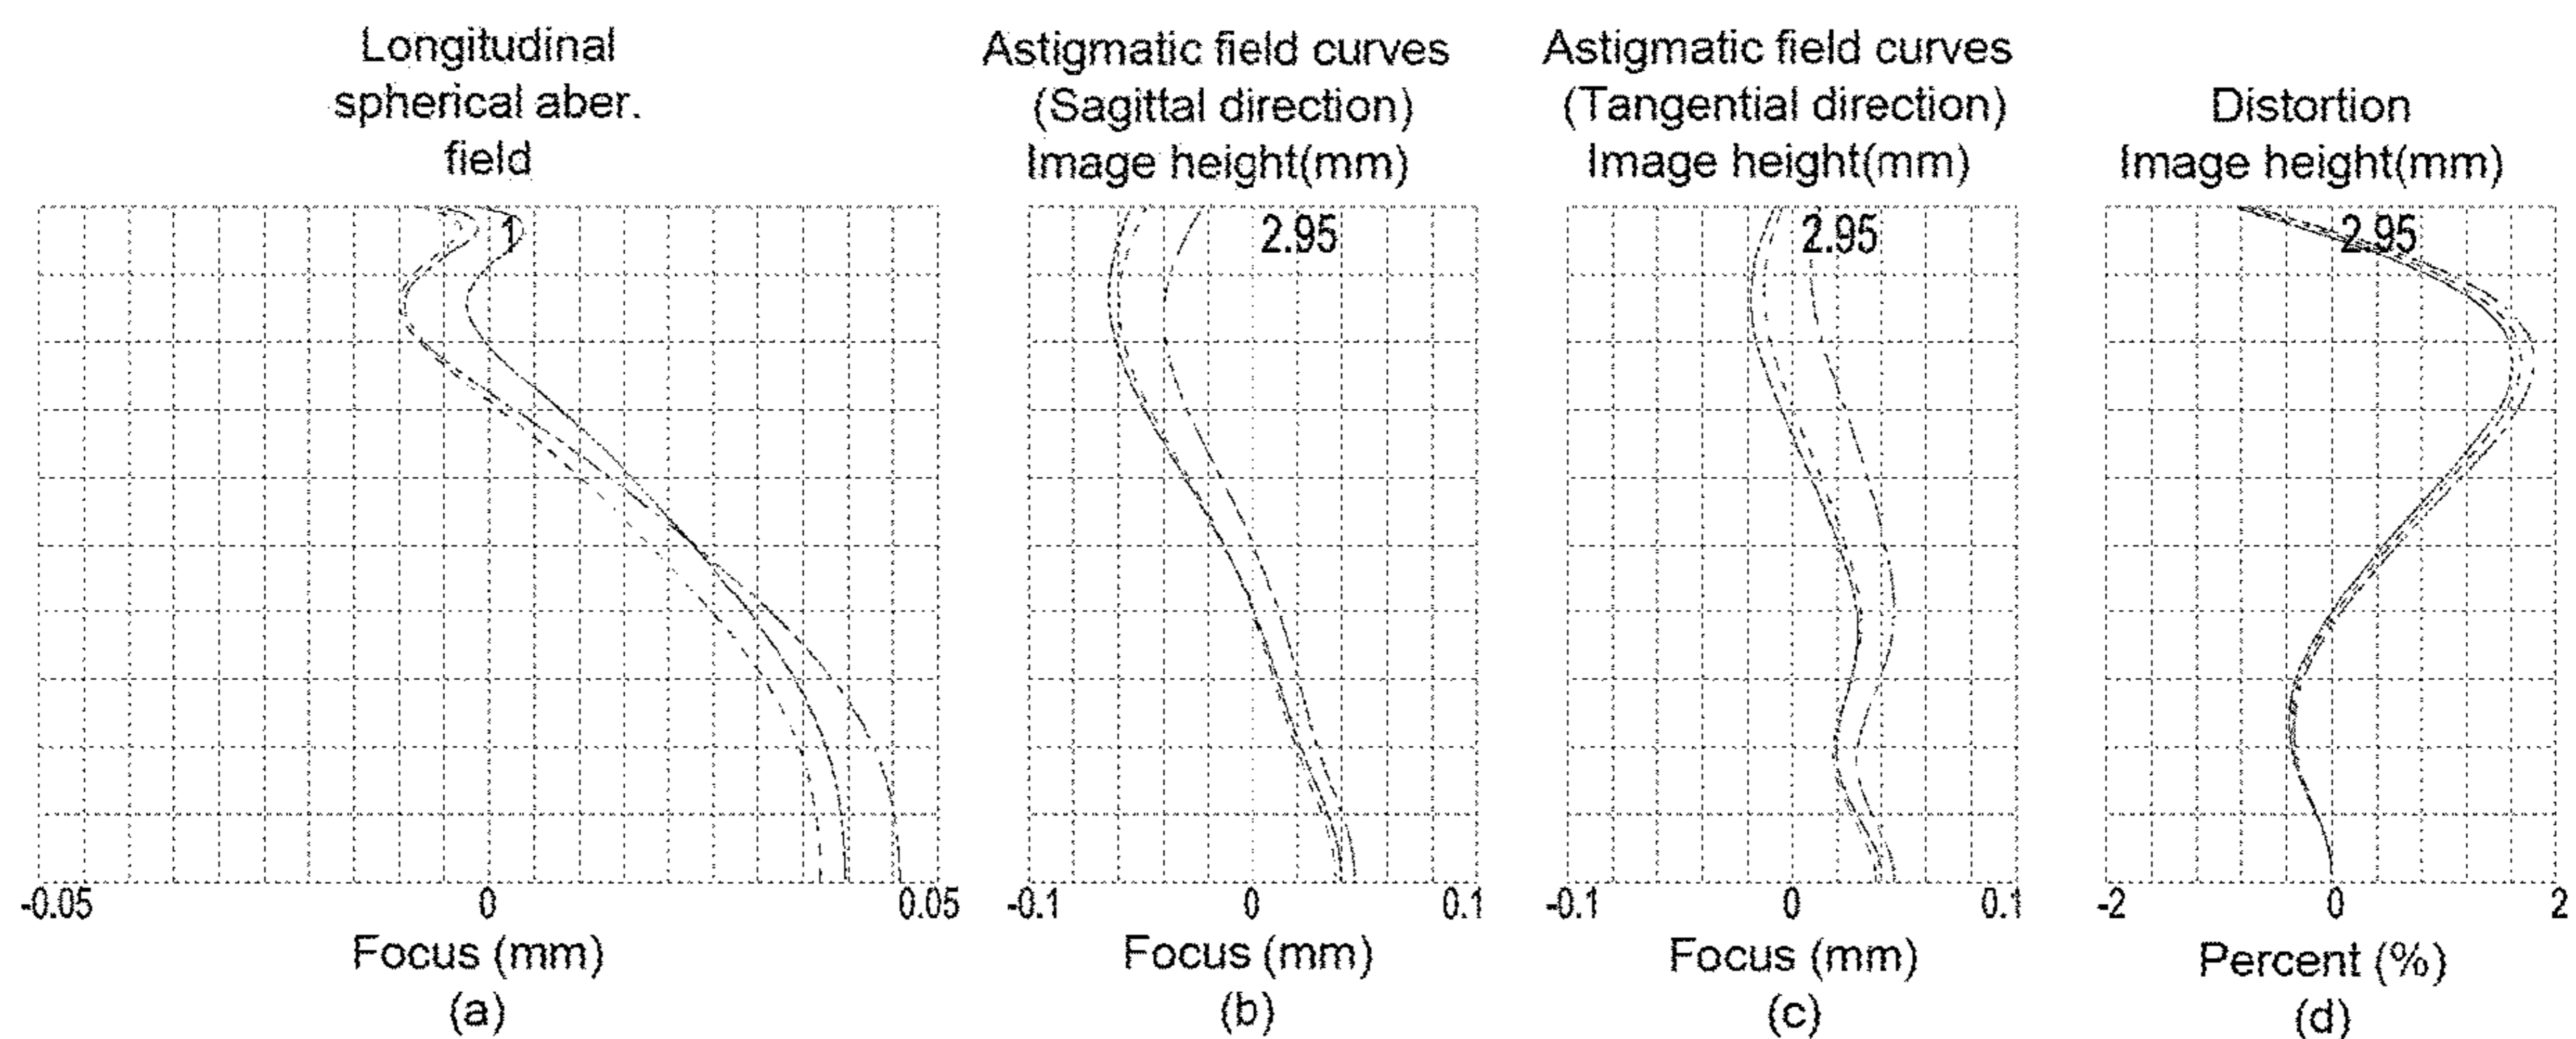 Longitudinal
spherical aber.
field
1
-0.05 0 0.05
Focus (mm)
(a)
Astigmatic field curves
(Sagittal direction)
Image height(mm)
2.95
-0.1 0 0.1
Focus (mm)
(b)
Astigmatic field curves
(Tangential direction)
Image height(mm)
2.95
-0.1 0 0.1
Focus (mm)
(c)
Distortion
Image height(mm)
2.95
-2 0 2
Percent (%)
(d)